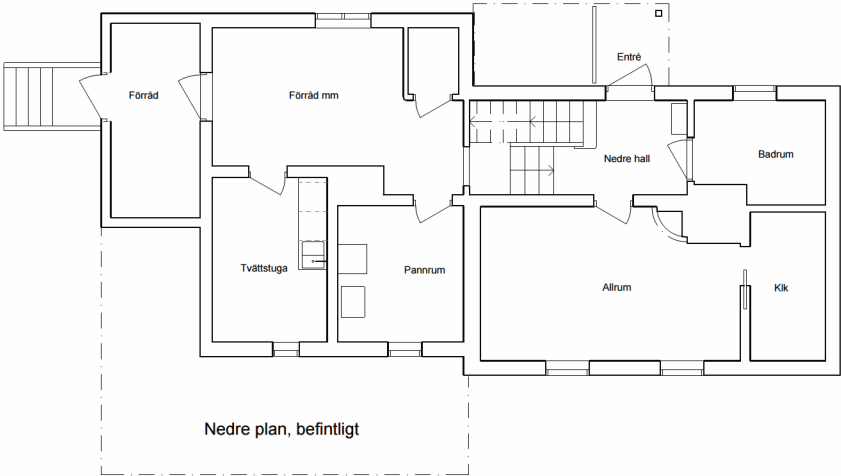 Entré
Förråd
Förråd mm
Nedre hall
Badrum
Tvättstuga
Pannrum
Allrum
Klk
Nedre plan, befintligt